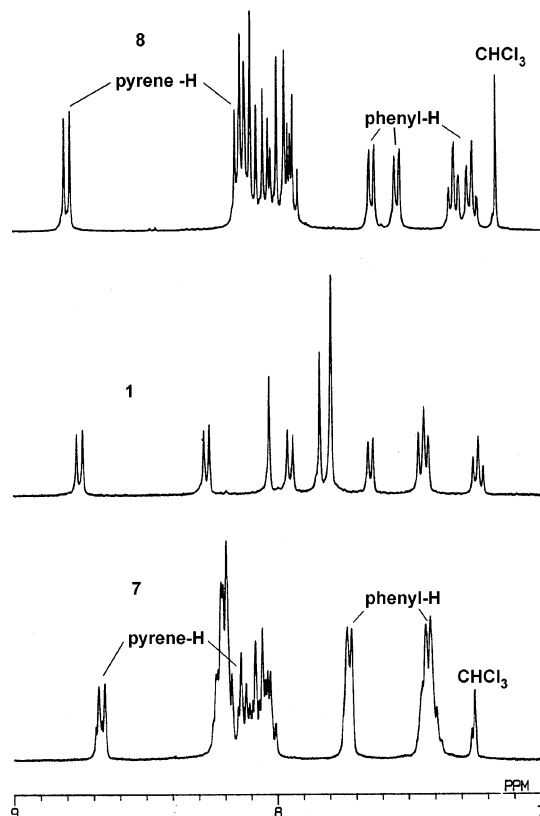 8
CHCl3
pyrene -H
phenyl-H
1
7
phenyl-H
pyrene-H
CHCl3
PPM
9 8 7